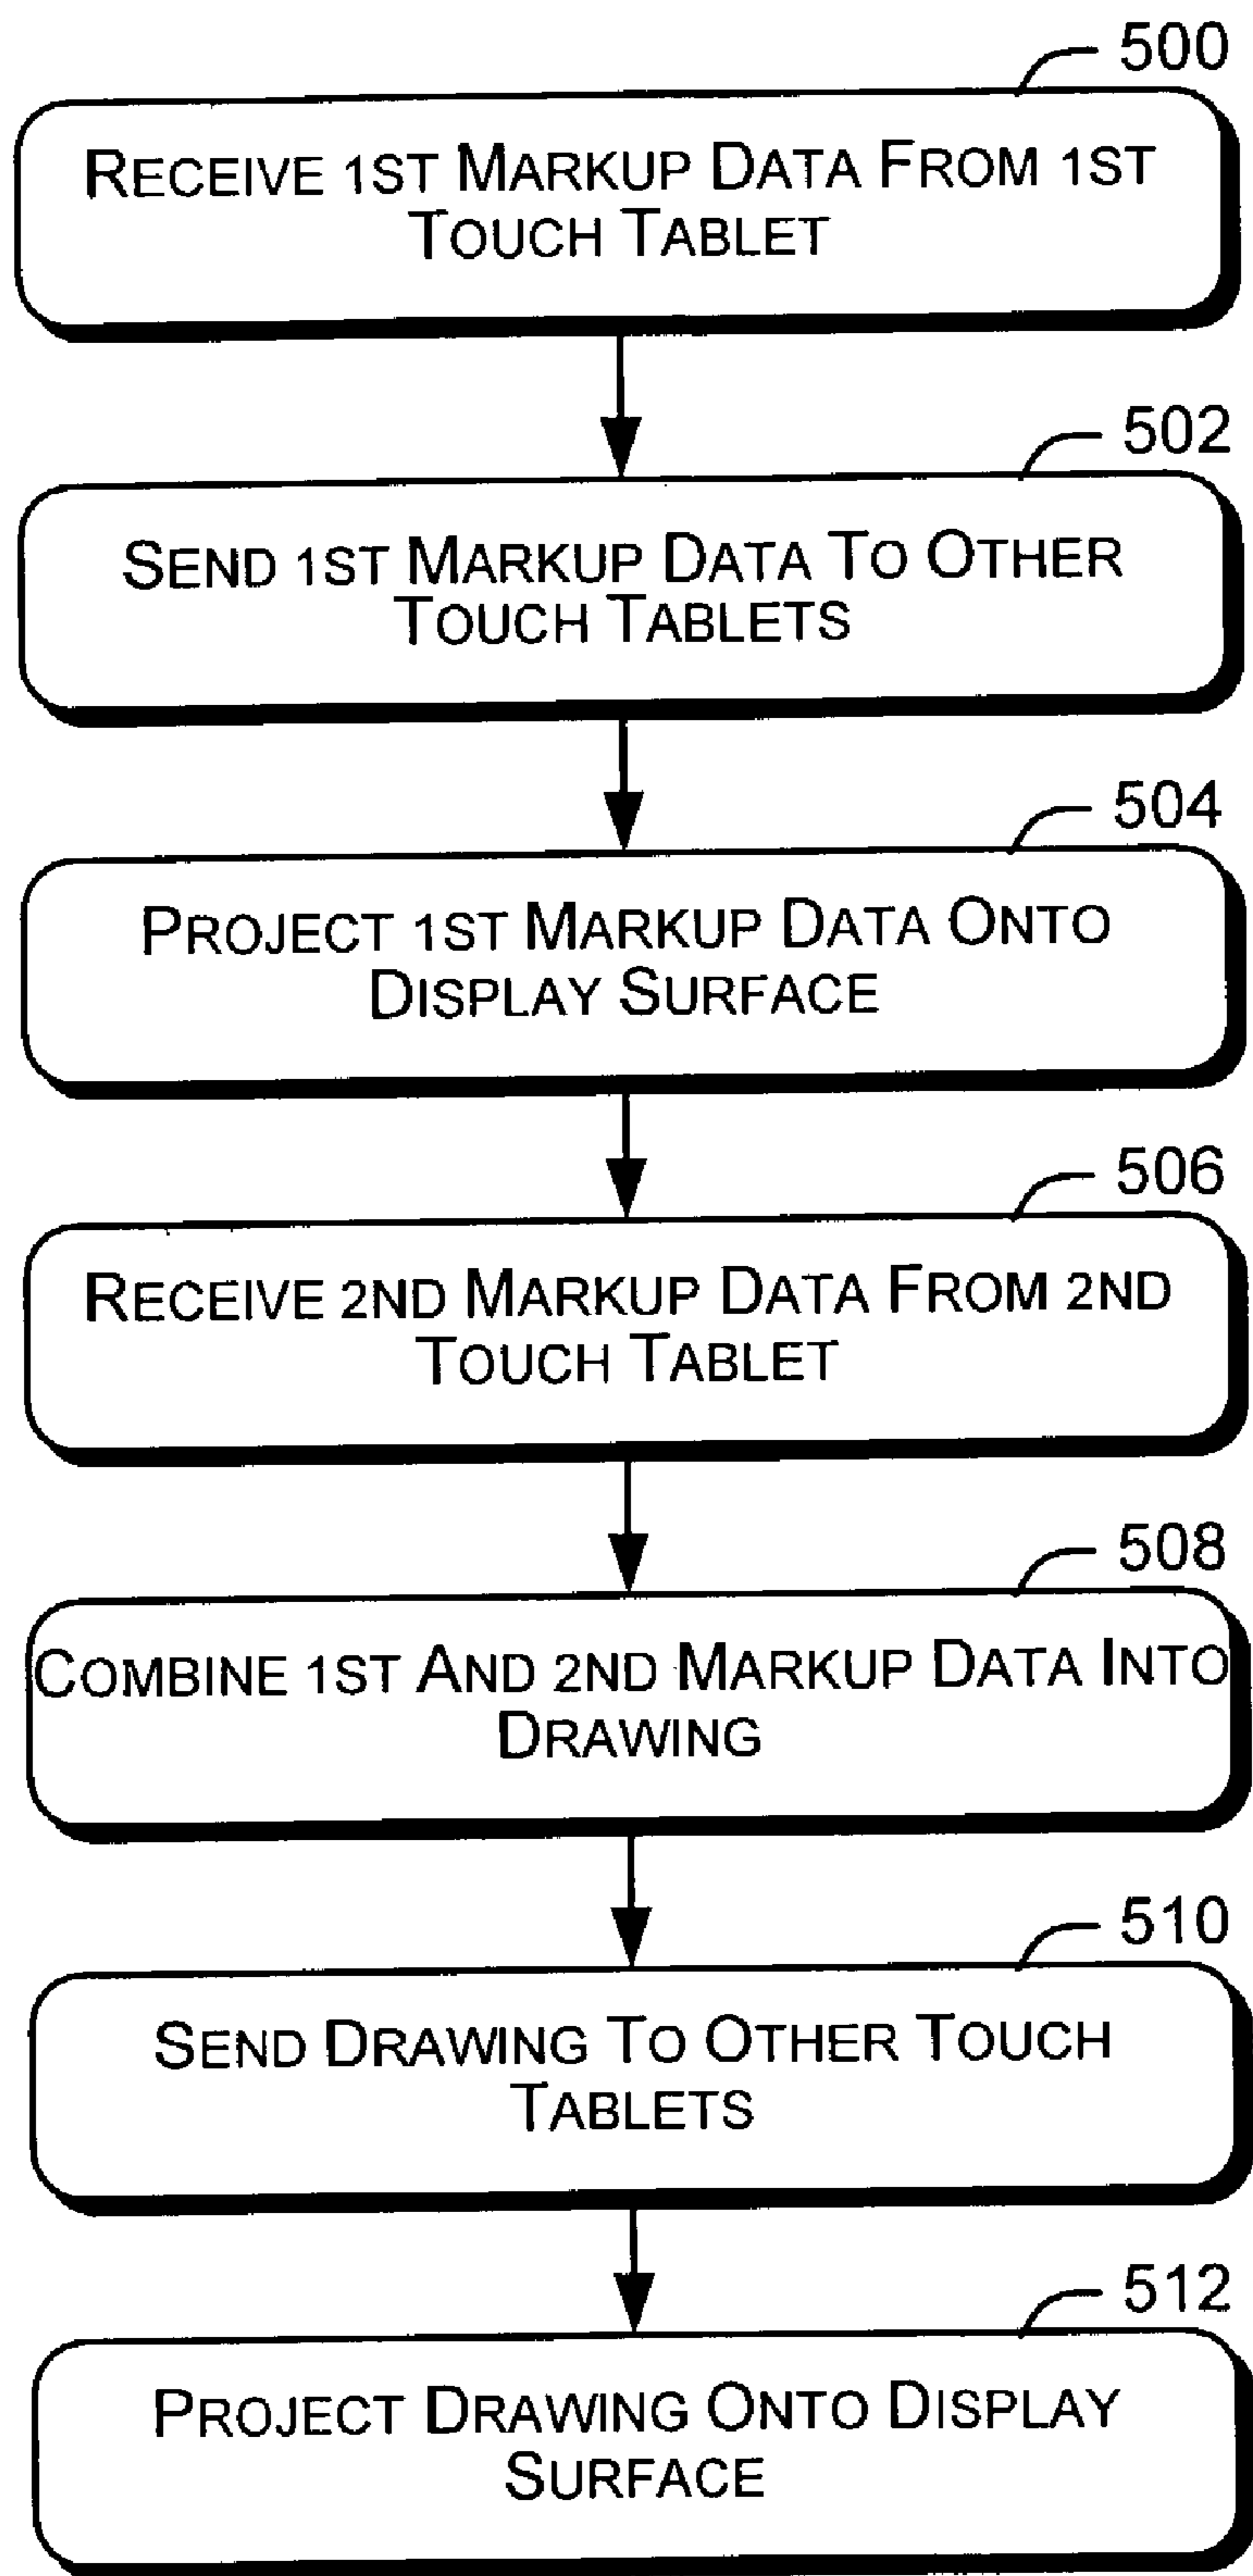 500
RECEIVE 1ST MARKUP DATA FROM 1ST
TOUCH TABLET
502
SEND 1ST MARKUP DATA TO OTHER
TOUCH TABLETS
504
PROJECT 1ST MARKUP DATA ONTO
DISPLAY SURFACE
506
RECEIVE 2ND MARKUP DATA FROM 2ND
TOUCH TABLET
508
COMBINE 1ST AND 2ND MARKUP DATA INTO
DRAWING
510
SEND DRAWING TO OTHER TOUCH
TABLETS
512
PROJECT DRAWING ONTO DISPLAY
SURFACE